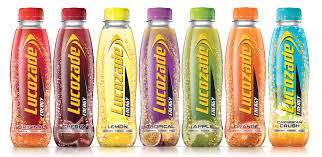 Lucozade
ENERGY
ORIGINAL
Lucozade
ENERGY
CHERRY
Lucozade
ENERGY
LEMON
Lucozade
ENERGY
TROPICAL
Lucozade
ENERGY
APPLE
Lucozade
ENERGY
ORANGE
Lucozade
ENERGY
CARIBBEAN
CRUSH